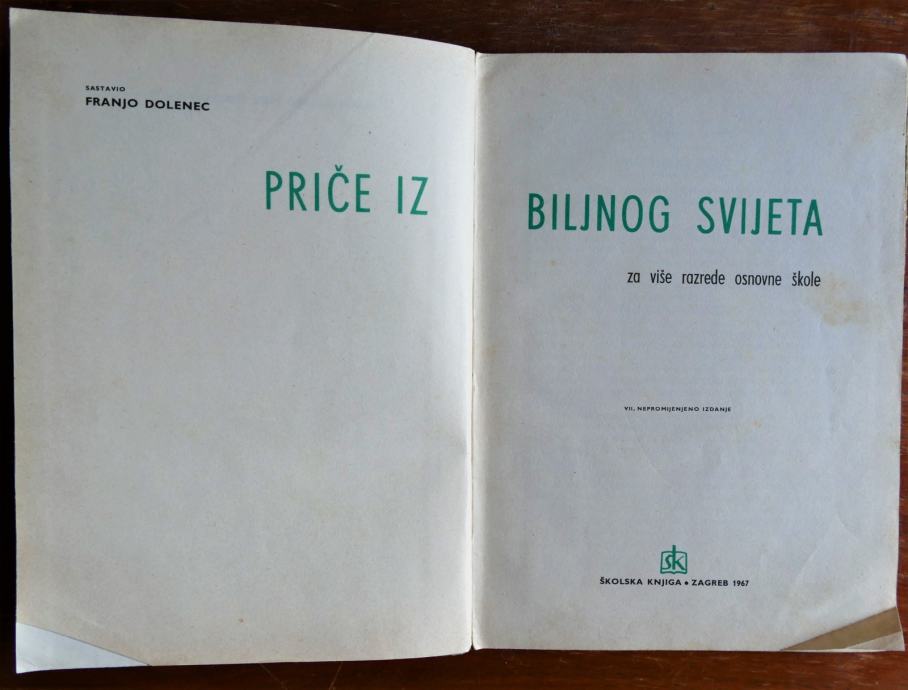 SASTAVIO
FRANJO DOLENEC
PRIČE IZ BILJNOG SVIJETA
za više razrede osnovne škole
VII, NEPROMIJENJENO IZDANJE
sk
ŠKOLSKA KNJIGA • ZAGREB 1967